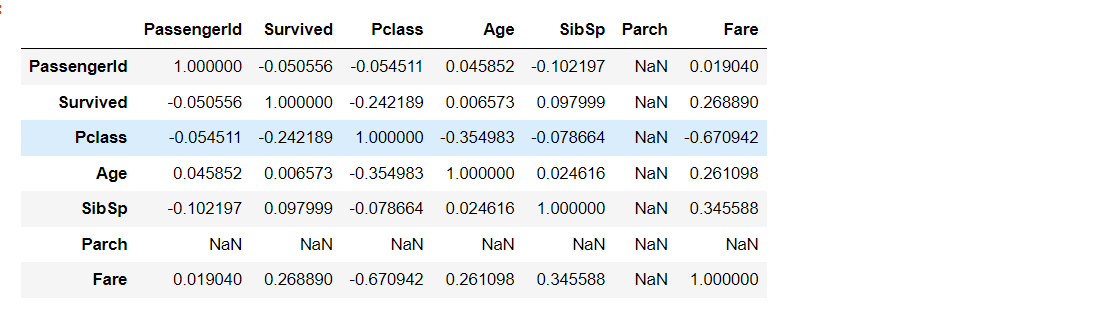 PassengerId Survived Pclass Age SibSp Parch Fare
PassengerId 1.000000 -0.050556 -0.054511 0.045852 -0.102197 NaN 0.019040
Survived -0.050556 1.000000 -0.242189 0.006573 0.097999 NaN 0.268890
Pclass -0.054511 -0.242189 1.000000 -0.354983 -0.078664 NaN -0.670942
Age 0.045852 0.006573 -0.354983 1.000000 0.024616 NaN 0.261098
SibSp -0.102197 0.097999 -0.078664 0.024616 1.000000 NaN 0.345588
Parch NaN NaN NaN NaN NaN NaN NaN
Fare 0.019040 0.268890 -0.670942 0.261098 0.345588 NaN 1.000000